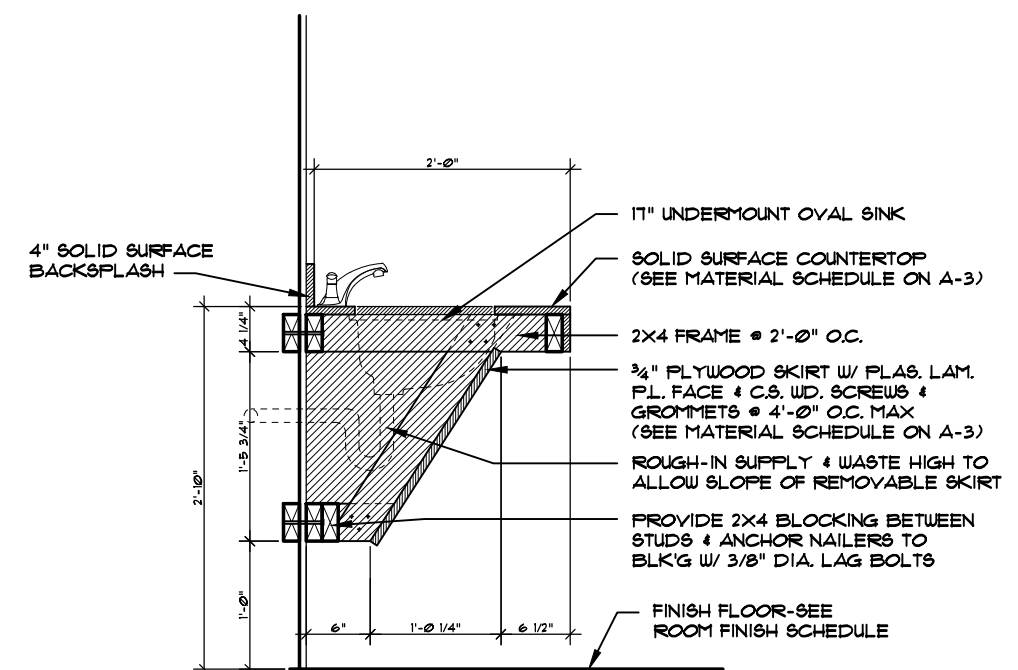 2'-0"
17" UNDERMOUNT OVAL SINK
4" SOLID SURFACE
BACKSPLASH
SOLID SURFACE COUNTERTOP
(SEE MATERIAL SCHEDULE ON A-3)
4 1/4"
2X4 FRAME @ 2'-0" O.C.
3/4" PLYWOOD SKIRT W/ PLAS. LAM.
P.L. FACE & C.S. WD. SCREWS &
GROMMETS @ 4'-0" O.C. MAX
(SEE MATERIAL SCHEDULE ON A-3)
1'-5 3/4"
2'-10"
ROUGH-IN SUPPLY & WASTE HIGH TO
ALLOW SLOPE OF REMOVABLE SKIRT
PROVIDE 2X4 BLOCKING BETWEEN
STUDS & ANCHOR NAILERS TO
BLK'G W/ 3/8" DIA. LAG BOLTS
1'-0"
6"
1'-0 1/4"
6 1/2"
FINISH FLOOR-SEE
ROOM FINISH SCHEDULE